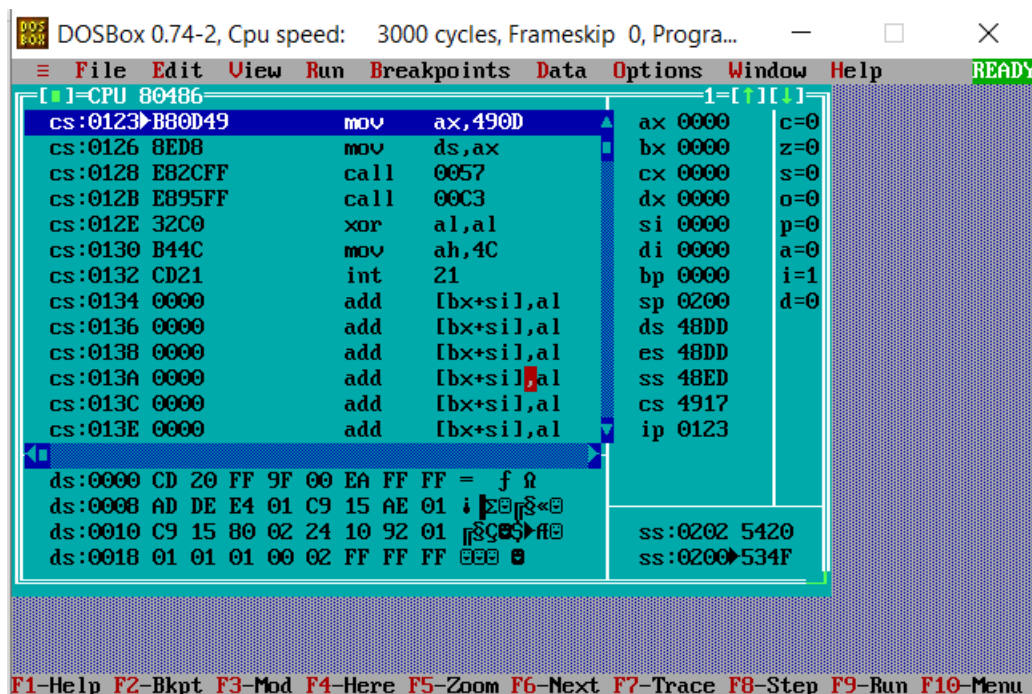 DOSBox 0.74-2, Cpu speed: 3000 cycles, Frameskip 0, Progra...
≡ File Edit View Run Breakpoints Data Options Window Help READY
[■]=CPU 80486 1=[↑][↓]
cs:0123►B80D49 mov ax,490D ax 0000 c=0
cs:0126 8ED8 mov ds,ax bx 0000 z=0
cs:0128 E82CFF call 0057 cx 0000 s=0
cs:012B E895FF call 00C3 dx 0000 o=0
cs:012E 32C0 xor al,al si 0000 p=0
cs:0130 B44C mov ah,4C di 0000 a=0
cs:0132 CD21 int 21 bp 0000 i=1
cs:0134 0000 add [bx+si],al sp 0200 d=0
cs:0136 0000 add [bx+si],al ds 48DD
cs:0138 0000 add [bx+si],al es 48DD
cs:013A 0000 add [bx+si],al ss 48ED
cs:013C 0000 add [bx+si],al cs 4917
cs:013E 0000 add [bx+si],al ip 0123
ds:0000 CD 20 FF 9F 00 EA FF FF = ƒ Ω
ds:0008 AD DE E4 01 C9 15 AE 01 ¡▐Σ☺╔§«☺
ds:0010 C9 15 80 02 24 10 92 01 ╔§Ç☻$►Æ☺ ss:0202 5420
ds:0018 01 01 01 00 02 FF FF FF ☺☺☺ ☻ ss:0200►534F
F1-Help F2-Bkpt F3-Mod F4-Here F5-Zoom F6-Next F7-Trace F8-Step F9-Run F10-Menu